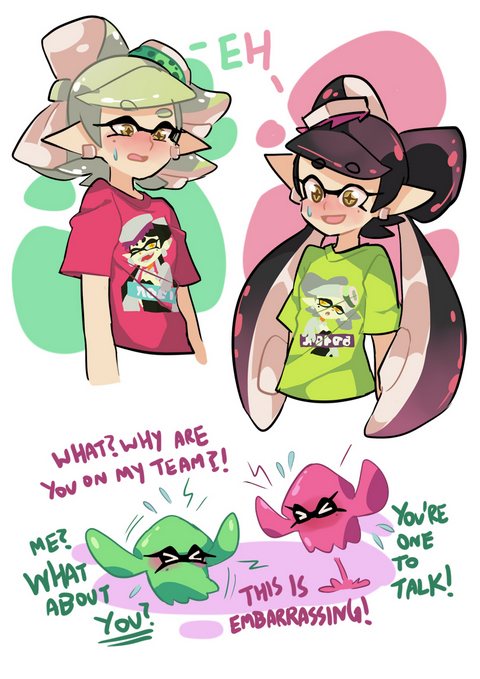 EH
WHAT? WHY ARE
YOU ON MY TEAM?!
ME?
WHAT
ABOUT
YOU?
THIS IS
EMBARRASSING!
YOU'RE
ONE
TO
TALK!